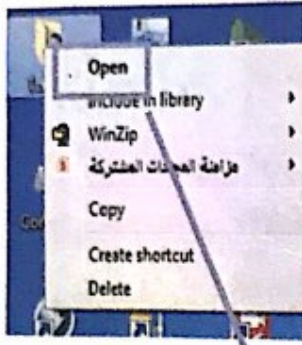 Open
Include in library
WinZip
مزامنة المجلدات المشتركة
Copy
Create shortcut
Delete